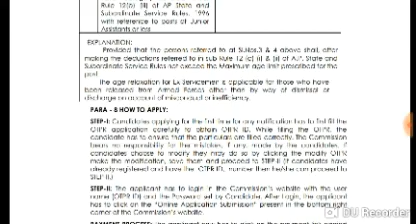 Rule 12(b) (ii) of AP State and
Subordinate Service Rules, 1996
with reference to posts of Junior
Assistants or less
EXPLANATION:
Provided that the persons referred to at Sl.Nos.3 & 4 above shall, after
making the deductions referred to in sub Rule 12 (c) (i) & (ii) of A.P. State and
Subordinate Service Rules not exceed the maximum age limit prescribed for the
post.
The age relaxation for Ex Servicemen is applicable for those who have
been released from Armed Forces other than by way of dismissal or
discharge on account of misconduct or inefficiency.
PARA - 8 HOW TO APPLY:
STEP-I: Candidates applying for the first time for any notification has to first fill the
OTPR application carefully to obtain OTPR ID. While filling the OTPR, the
candidate has to ensure that the particulars are filled correctly. The Commission
bears no responsibility for the mistakes, if any, made by the candidates. If
candidates choose to modify they may do so by clicking the modify OTPR
make the modification, save them and proceed to STEP-II (If candidates have
already registered and have the OTPR ID, number then he/she can proceed to
STEP II.)
STEP-II: The applicant has to login in the Commission's website with the user
name (OTPR ID) and the Password set by Candidate. After Login, the applicant
has to click on the "Online Application Submission" present in the bottom right
corner of the Commission's website.
DU Recorder